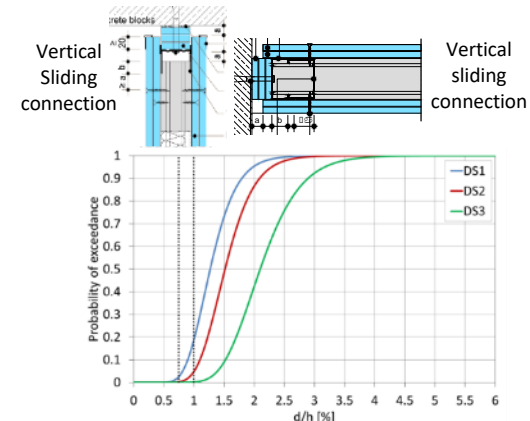 crete blocks
Vertical
Sliding
connection
≥ 20
a
a
b
≥ a
a b
Vertical
sliding
connection
Probability of exceedance
1
0.9
0.8
0.7
0.6
0.5
0.4
0.3
0.2
0.1
0
DS1
DS2
DS3
0 0.5 1 1.5 2 2.5 3 3.5 4 4.5 5 5.5 6
d/h [%]